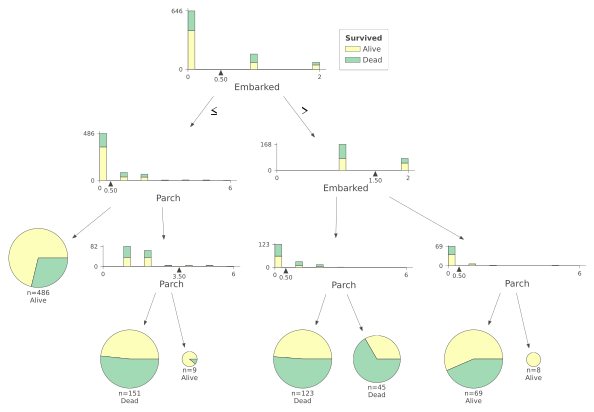 646
0
0
0.50
2
Embarked
Survived
Alive
Dead
≤
>
486
0
0
0.50
6
Parch
168
0
0
1.50
2
Embarked
n=486
Alive
82
0
0
3.50
6
Parch
123
0
0
0.50
6
Parch
69
0
0
0.50
6
Parch
n=151
Dead
n=9
Alive
n=123
Dead
n=45
Dead
n=69
Alive
n=8
Alive